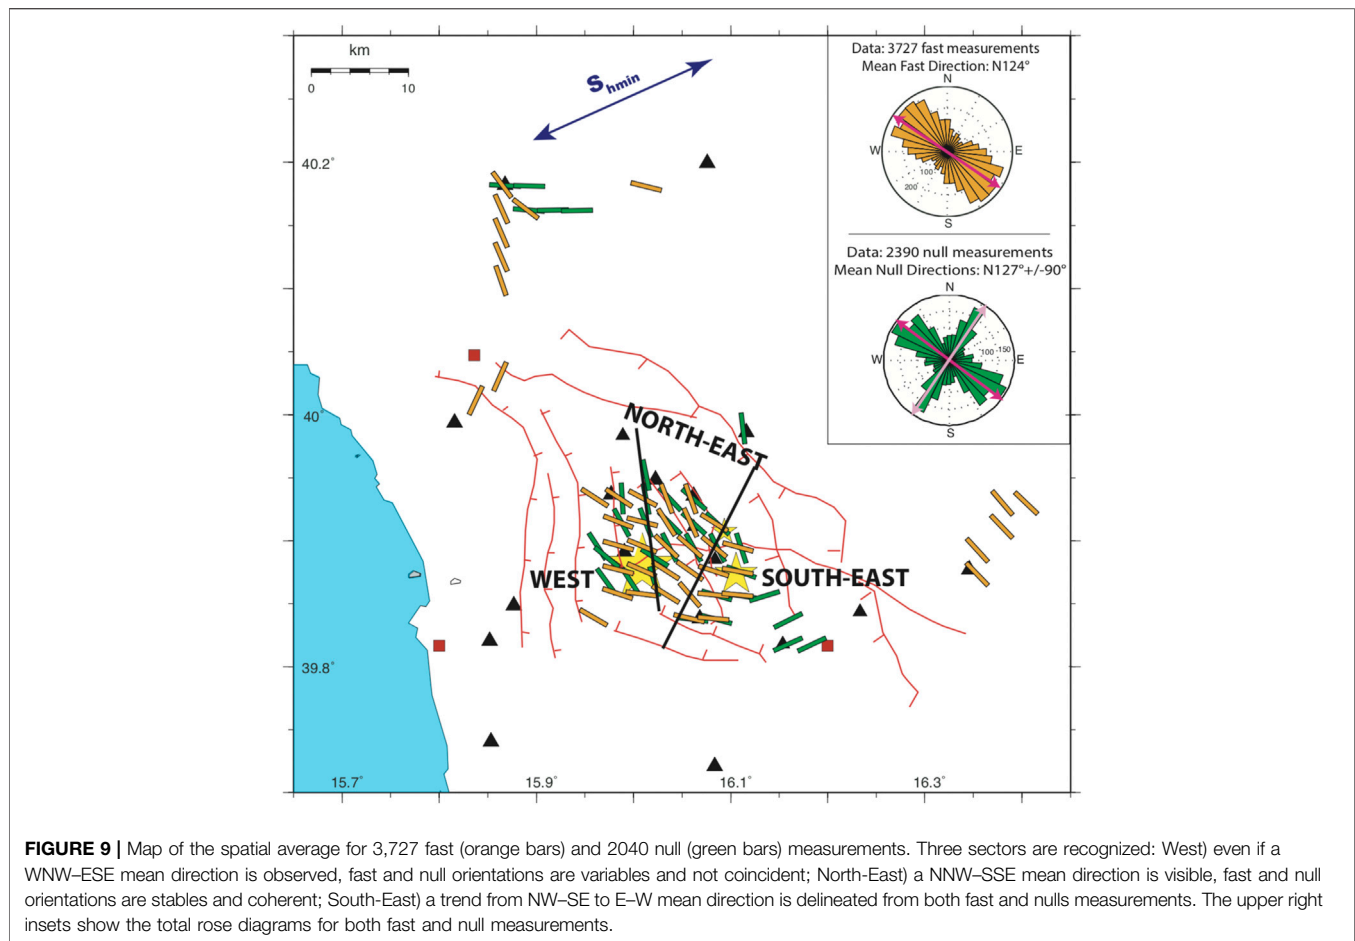 km
0 10
Shmin
Data: 3727 fast measurements
Mean Fast Direction: N124°
N
W E
100
200
S
Data: 2390 null measurements
Mean Null Directions: N127°+/-90°
N
W 100 150 E
S
40.2°
40°
39.8°
NORTH-EAST
WEST
SOUTH-EAST
15.7° 15.9° 16.1° 16.3°
FIGURE 9 | Map of the spatial average for 3,727 fast (orange bars) and 2040 null (green bars) measurements. Three sectors are recognized: West) even if a
WNW–ESE mean direction is observed, fast and null orientations are variables and not coincident; North-East) a NNW–SSE mean direction is visible, fast and null
orientations are stables and coherent; South-East) a trend from NW–SE to E–W mean direction is delineated from both fast and nulls measurements. The upper right
insets show the total rose diagrams for both fast and null measurements.